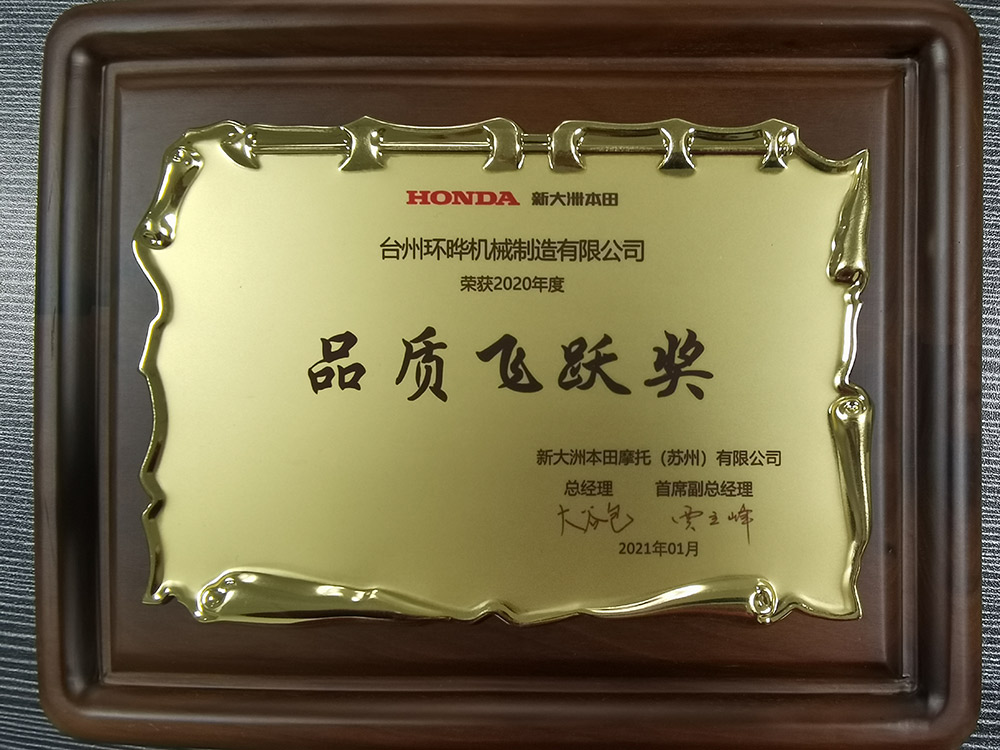 HONDA 新大洲本田
台州环晔机械制造有限公司
荣获2020年度
品质飞跃奖
新大洲本田摩托（苏州）有限公司
总经理 首席副总经理
2021年01月